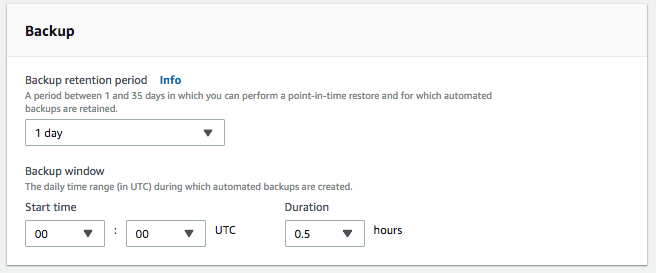 Backup
Backup retention period Info
A period between 1 and 35 days in which you can perform a point-in-time restore and for which automated
backups are retained.
1 day
Backup window
The daily time range (in UTC) during which automated backups are created.
Start time Duration
00 : 00 UTC 0.5 hours